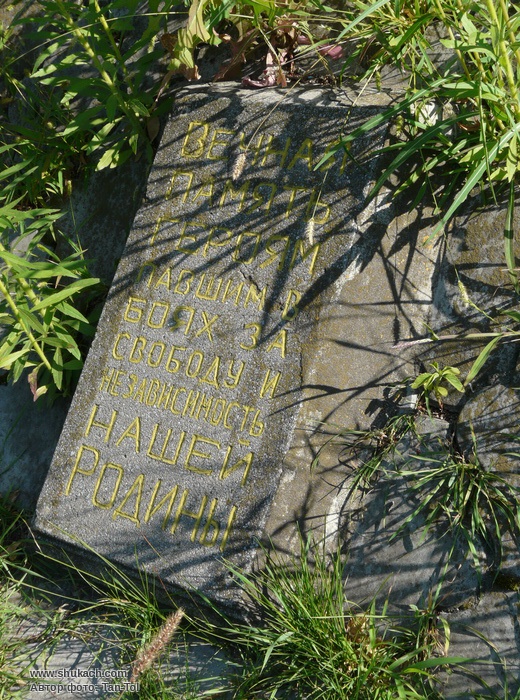 Вечная
память
героям
павшим в
боях за
свободу и
независимость
нашей
Родины
www.shukach.com
Автор фото: Tan-Tol